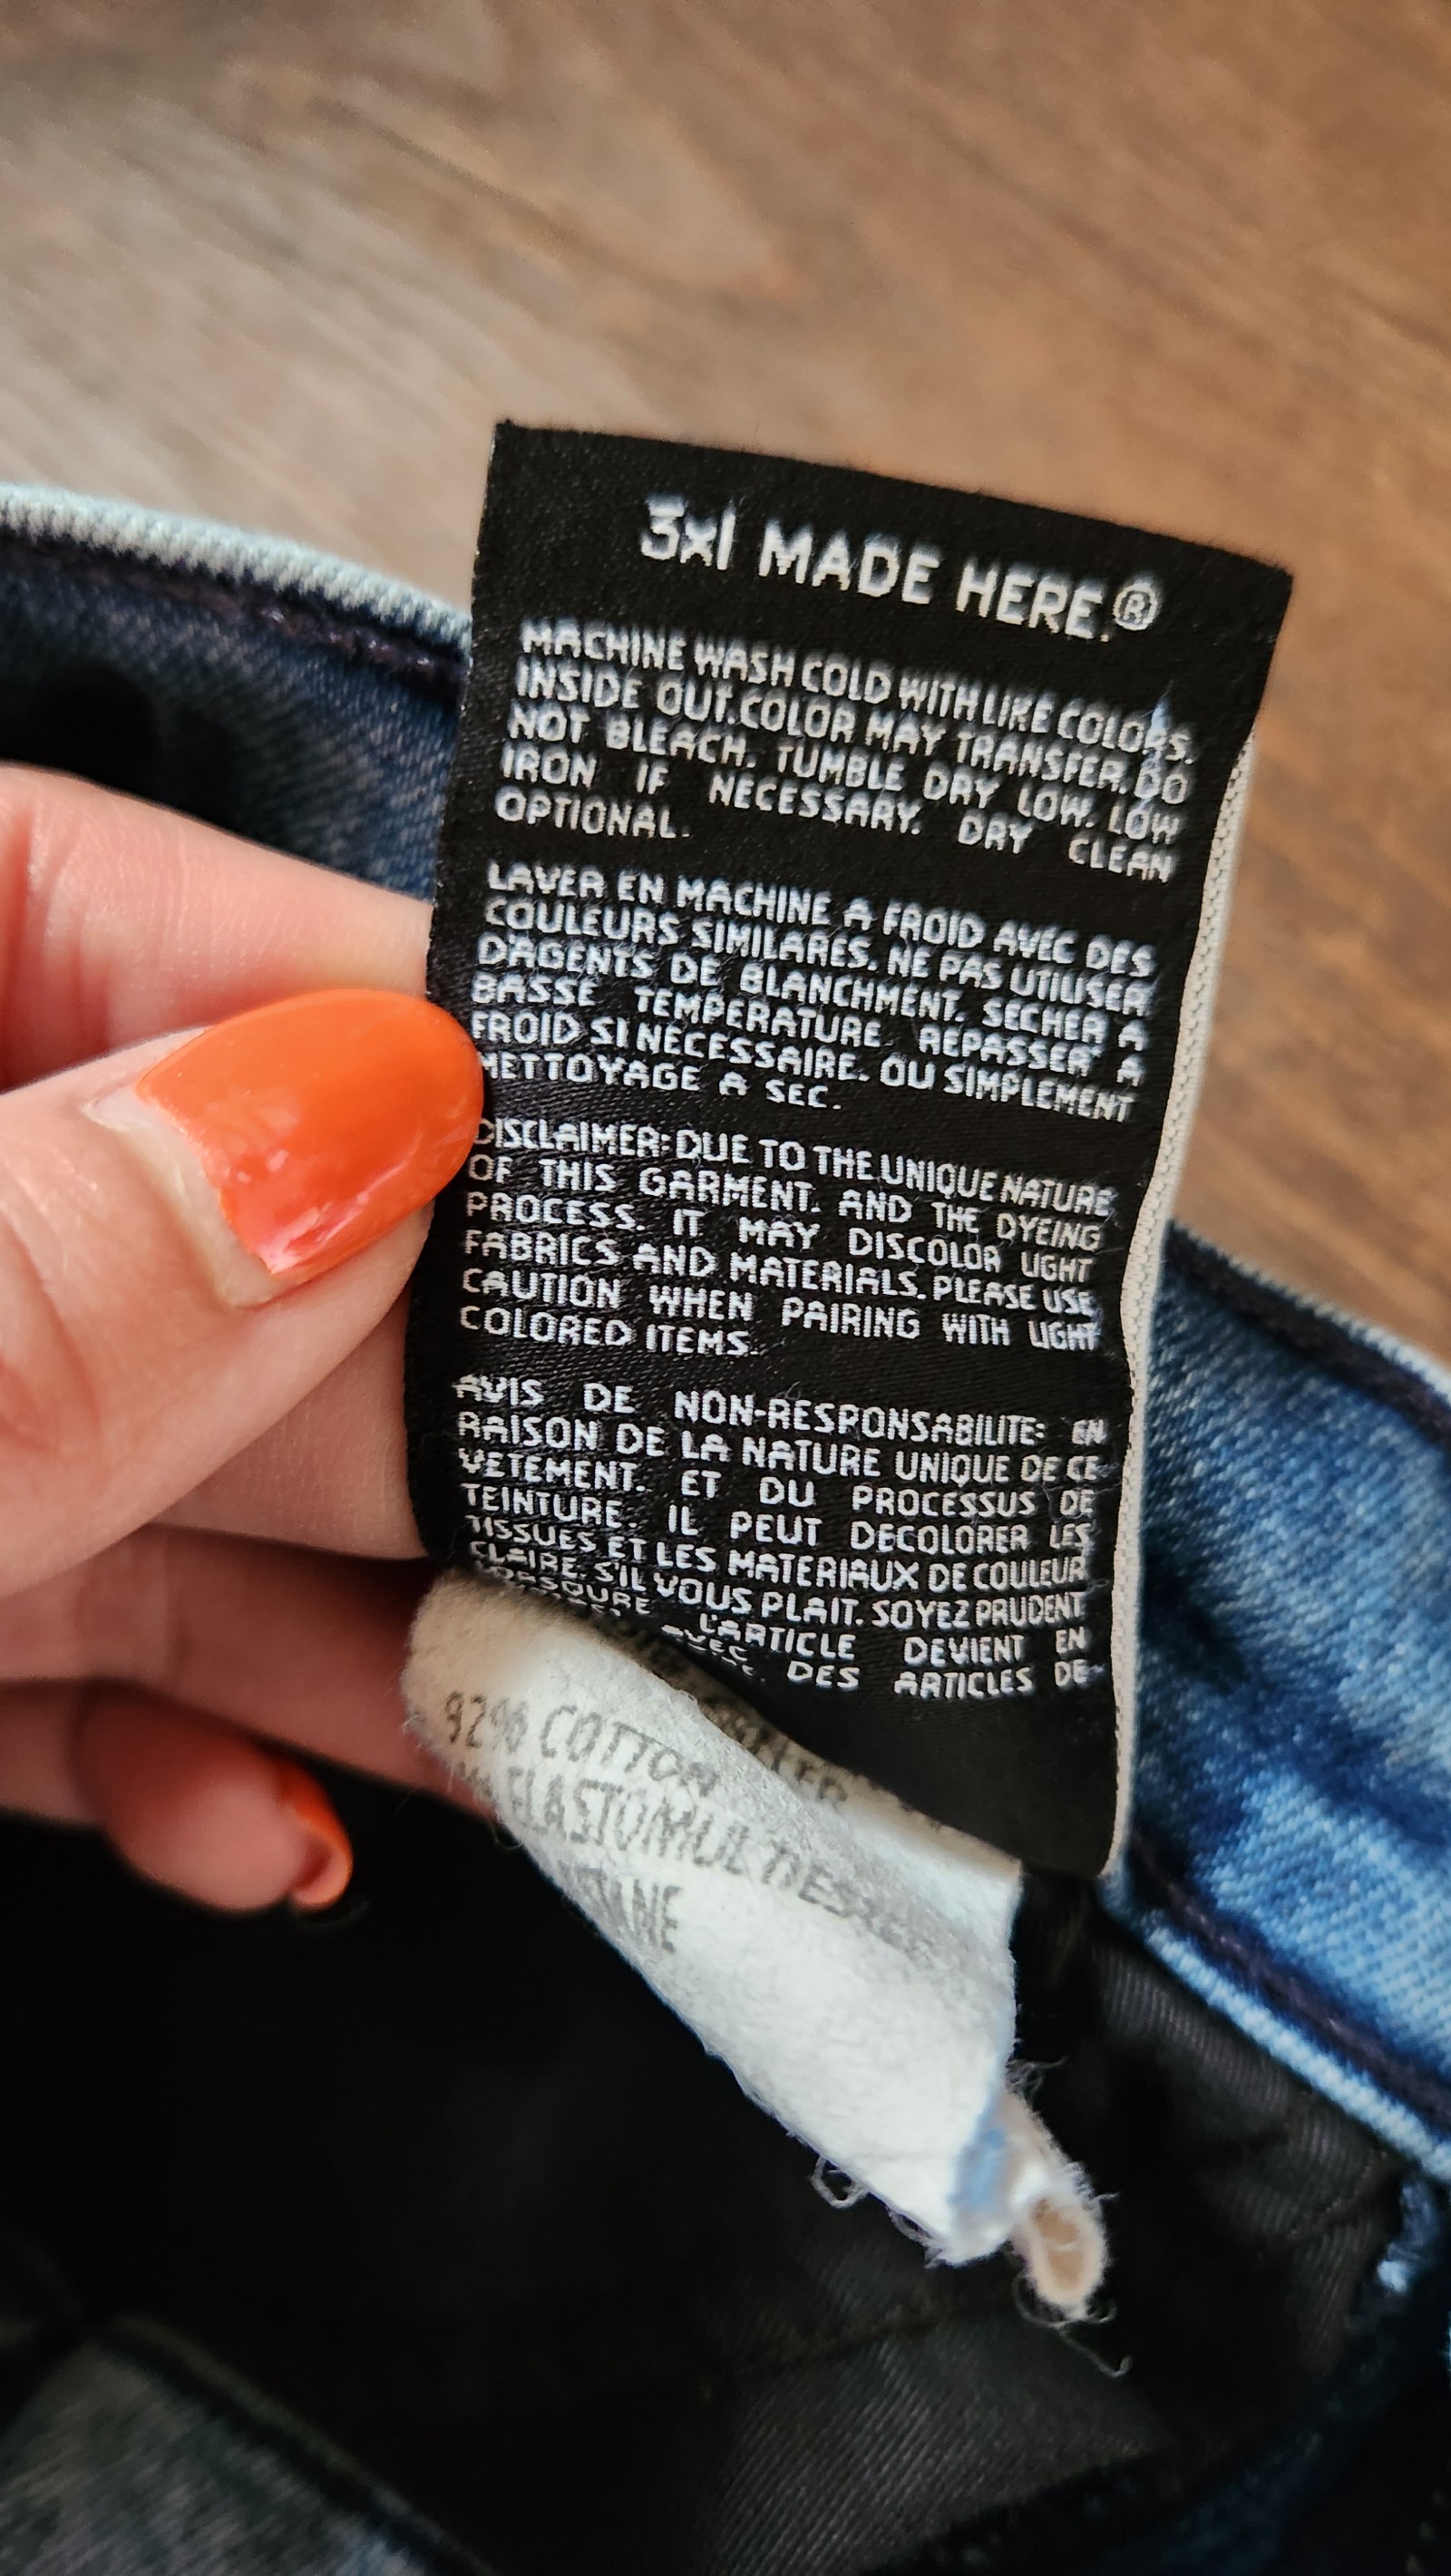 3x1 MADE HERE.®
MACHINE WASH COLD WITH LIKE COLORS.
INSIDE OUT.COLOR MAY TRANSFER.DO
NOT BLEACH. TUMBLE DRY LOW. LOW
IRON IF NECESSARY. DRY CLEAN
OPTIONAL.
LAVER EN MACHINE A FROID AVEC DES
COULEURS SIMILARES. NE PAS UTILISER
D'AGENTS DE BLANCHMENT. SECHER A
BASSE TEMPERATURE REPASSER A
FROID SI NECESSAIRE. OU SIMPLEMENT
NETTOYAGE A SEC.
DISCLAIMER: DUE TO THE UNIQUE NATURE
OF THIS GARMENT. AND THE DYEING
PROCESS. IT MAY DISCOLOR LIGHT
FABRICS AND MATERIALS. PLEASE USE
CAUTION WHEN PAIRING WITH LIGHT
COLORED ITEMS.
AVIS DE NON-RESPONSABILITE: EN
RAISON DE LA NATURE UNIQUE DE CE
VETEMENT. ET DU PROCESSUS DE
TEINTURE. IL PEUT DECOLORER LES
TISSUES ET LES MATERIAUX DE COULEUR
CLAIRE. S'IL VOUS PLAIT. SOYEZ PRUDENT
L'ARTICLE DEVIENT EN
AVEC DES ARTICLES DE
92% COTTON